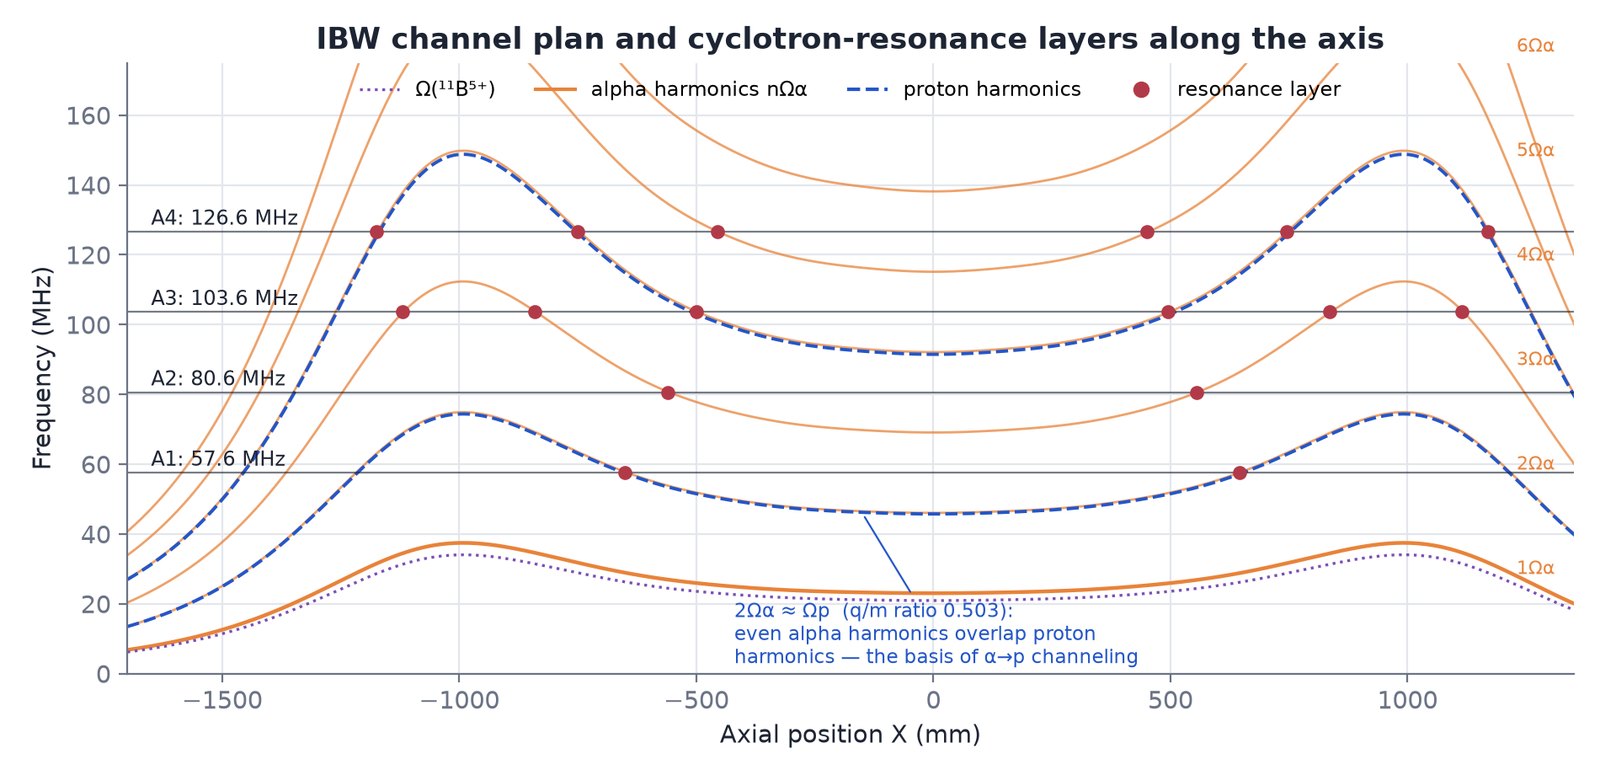 IBW channel plan and cyclotron-resonance layers along the axis
Ω(¹¹B⁵⁺)
alpha harmonics nΩα
proton harmonics
resonance layer
6Ωα
5Ωα
4Ωα
3Ωα
2Ωα
1Ωα
160
140
120
100
80
60
40
20
0
Frequency (MHz)
A4: 126.6 MHz
A3: 103.6 MHz
A2: 80.6 MHz
A1: 57.6 MHz
2Ωα ≈ Ωp (q/m ratio 0.503):
even alpha harmonics overlap proton
harmonics — the basis of α→p channeling
−1500
−1000
−500
0
500
1000
Axial position X (mm)